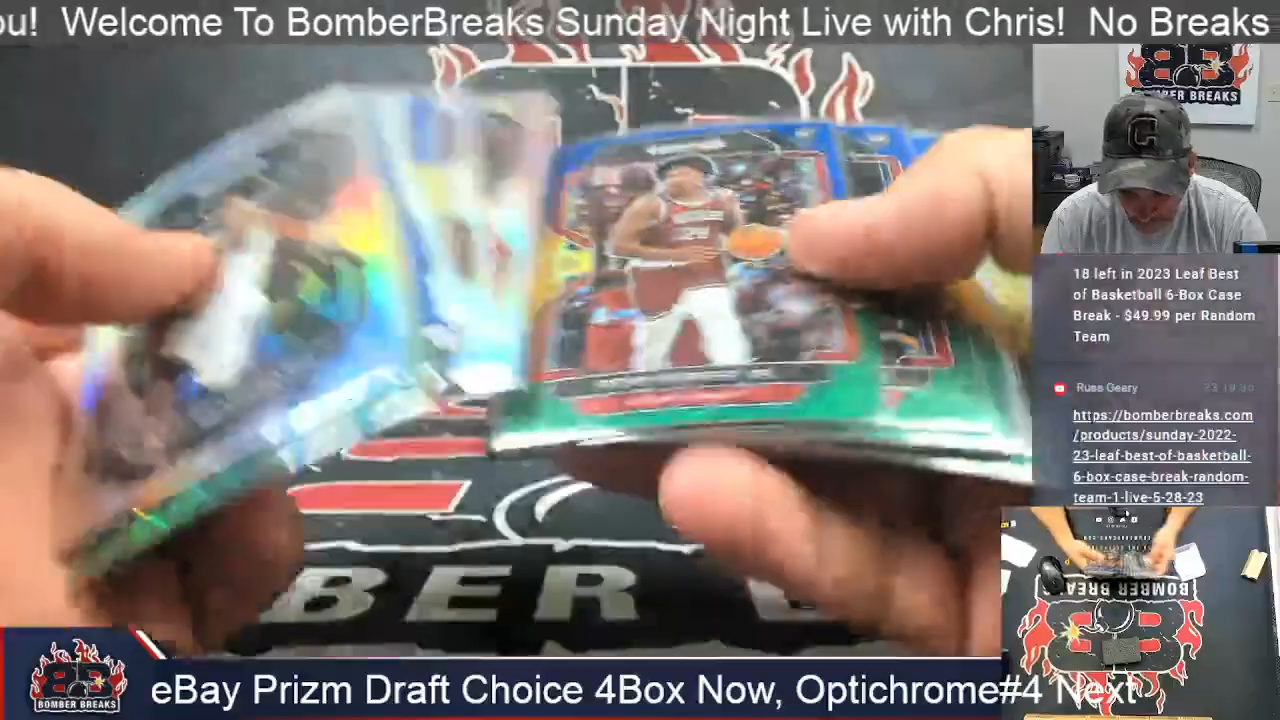 ou!  Welcome To BomberBreaks Sunday Night Live with Chris!  No Breaks
BOMBER BREAKS
C
18 left in 2023 Leaf Best
of Basketball 6-Box Case
Break - $49.99 per Random
Team
Russ Geary
https://bomberbreaks.com
/products/sunday-2022-
23-leaf-best-of-basketball-
6-box-case-break-random-
team-1-live-5-28-23
BOMBER BREA
BER
BOMBER BREAKS
eBay Prizm Draft Choice 4Box Now, Optichrome#4 Next